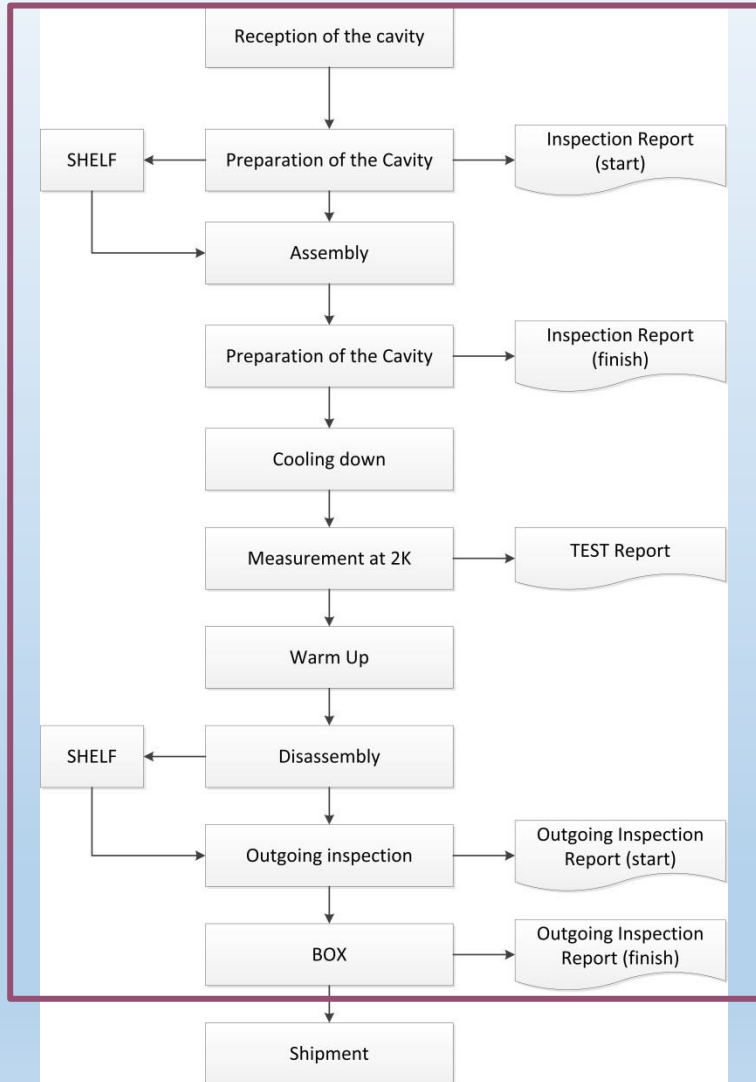 Reception of the cavity
SHELF
Preparation of the Cavity
Inspection Report
(start)
Assembly
Preparation of the Cavity
Inspection Report
(finish)
Cooling down
Measurement at 2K
TEST Report
Warm Up
SHELF
Disassembly
Outgoing inspection
Outgoing Inspection
Report (start)
BOX
Outgoing Inspection
Report (finish)
Shipment